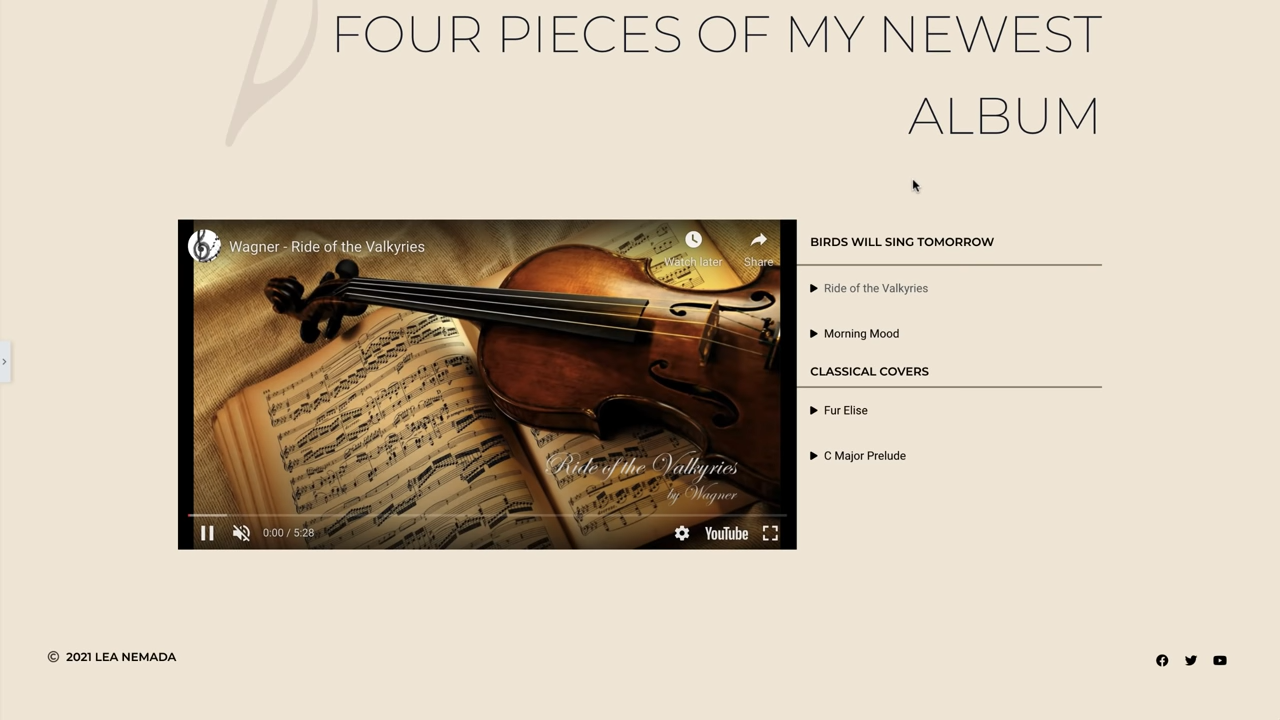 FOUR PIECES OF MY NEWEST
ALBUM
Wagner - Ride of the Valkyries
Watch later
Share
Ride of the Valkyries
by Wagner
0:00 / 5:28
YouTube
BIRDS WILL SING TOMORROW
Ride of the Valkyries
Morning Mood
CLASSICAL COVERS
Fur Elise
C Major Prelude
© 2021 LEA NEMADA